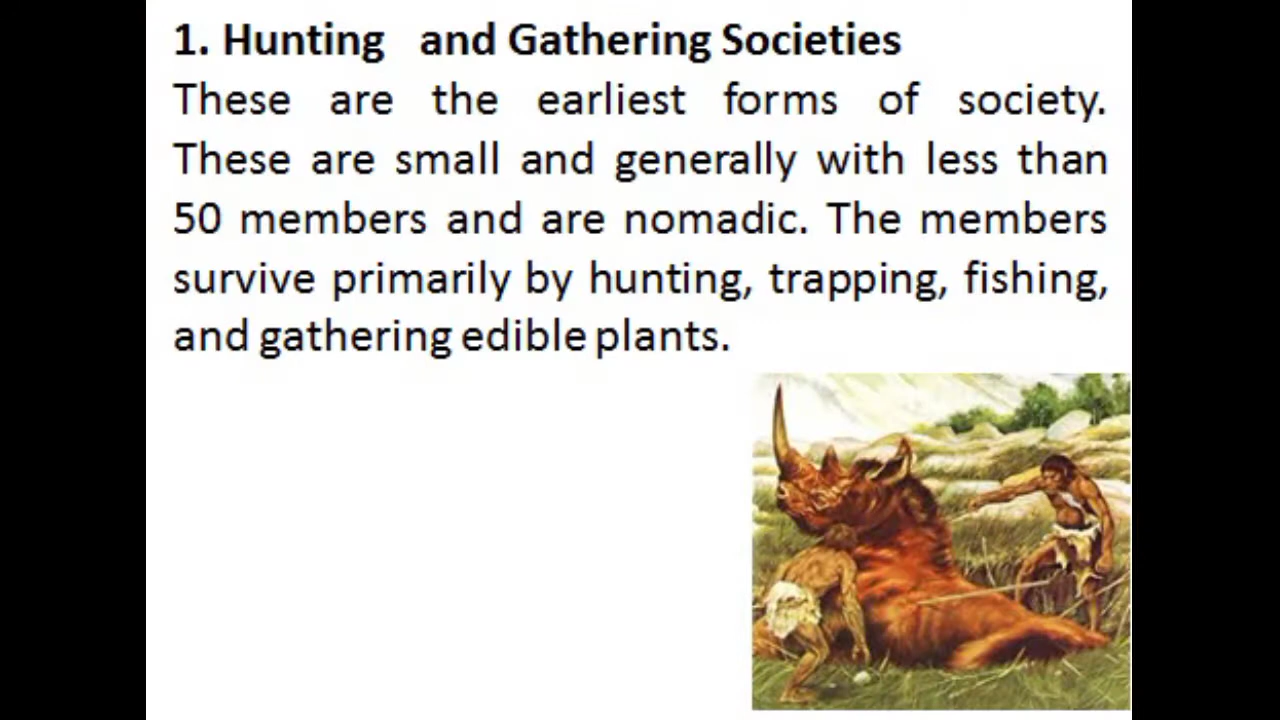 1. Hunting and Gathering Societies
These are the earliest forms of society.
These are small and generally with less than
50 members and are nomadic. The members
survive primarily by hunting, trapping, fishing,
and gathering edible plants.